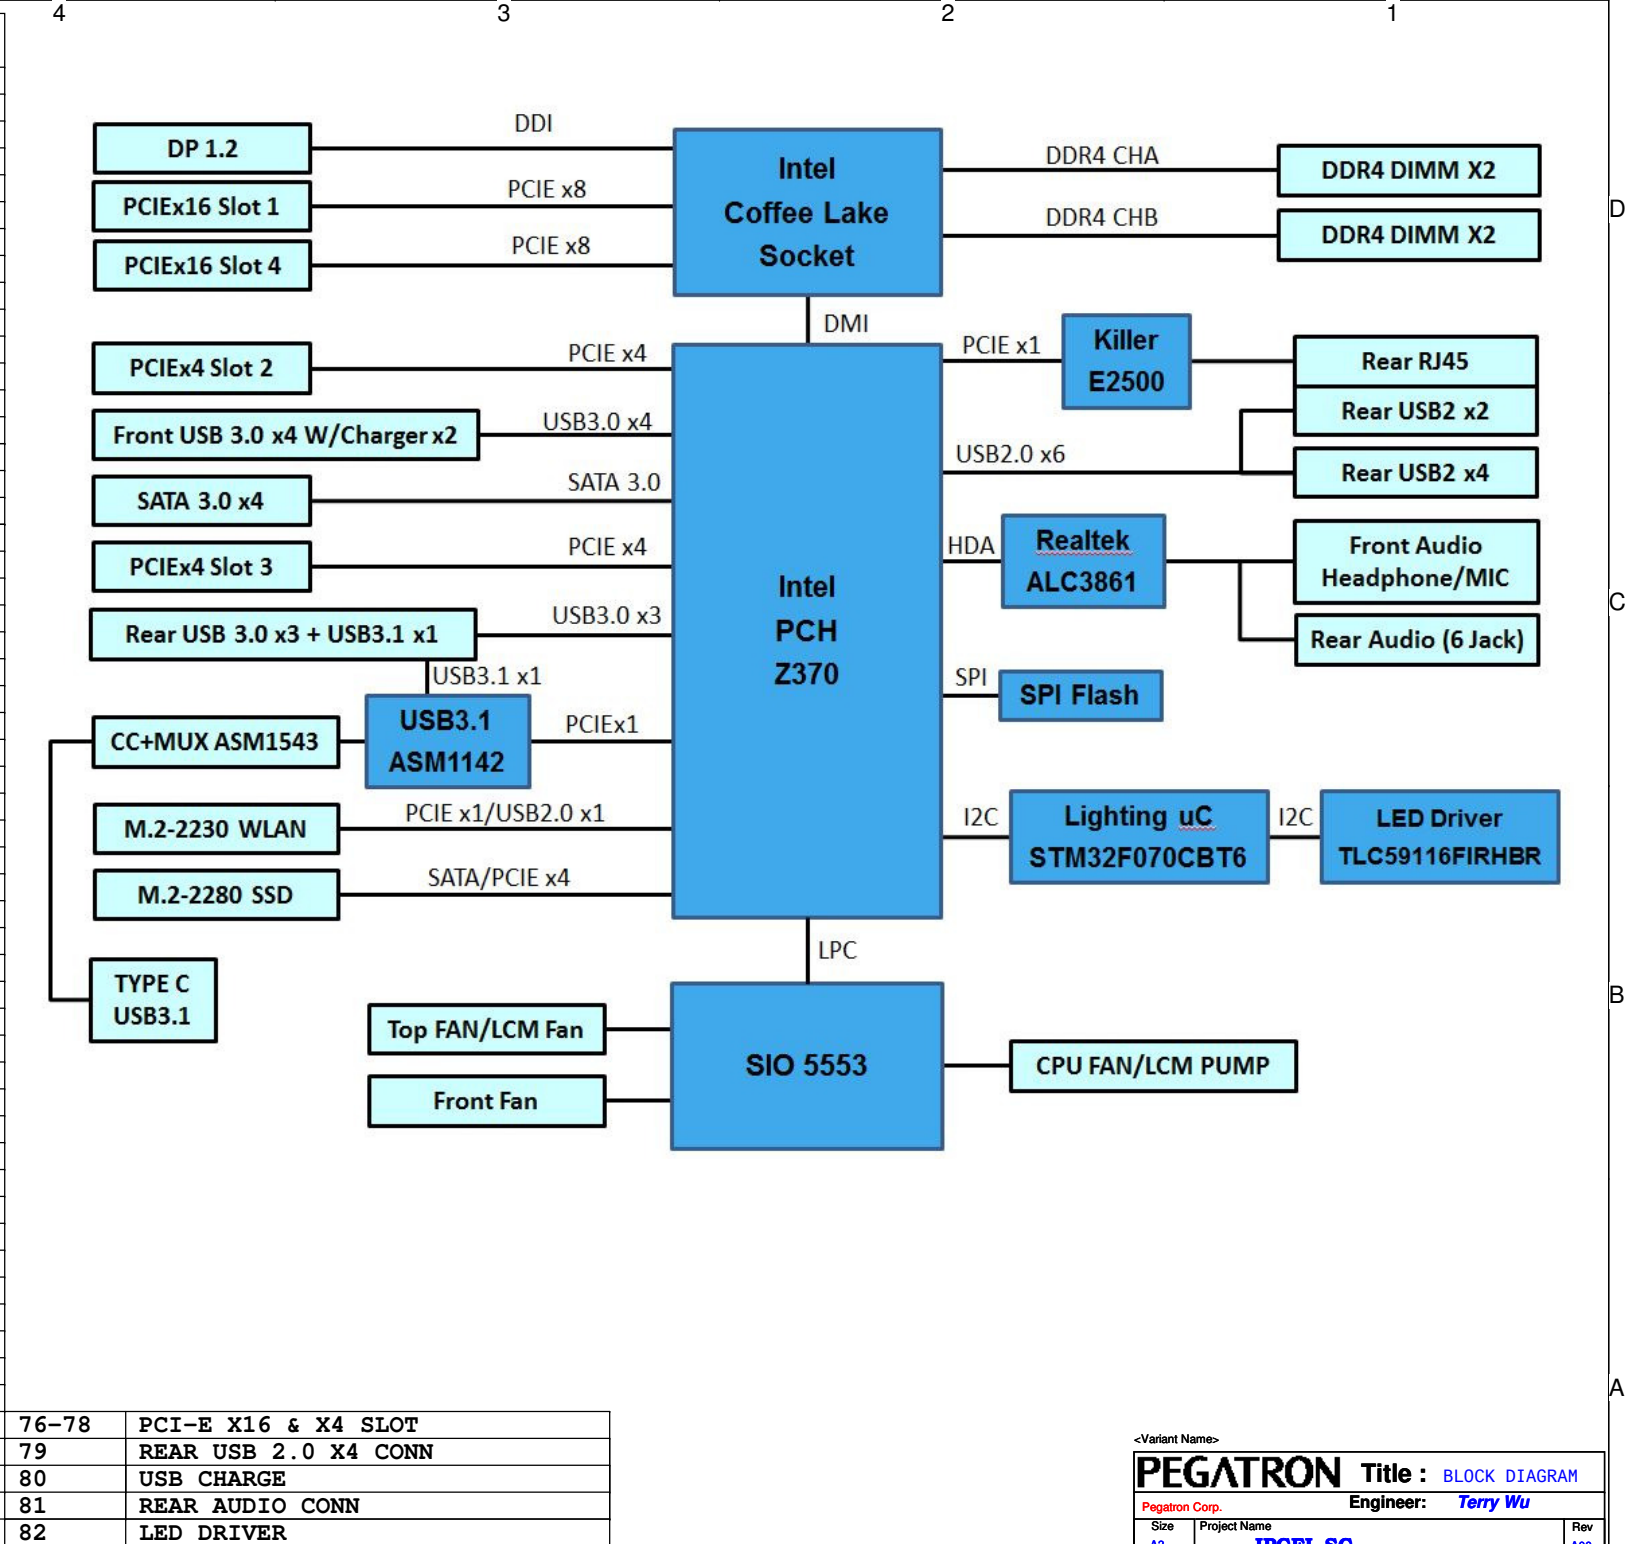 4 3 2 1
DDI
DP 1.2
Intel
Coffee Lake
Socket
DDR4 CHA
DDR4 DIMM X2
PCIE x8
PCIEx16 Slot 1
DDR4 CHB
DDR4 DIMM X2
D
PCIE x8
PCIEx16 Slot 4
DMI
PCIE x4
PCIEx4 Slot 2
PCIE x1
Killer
E2500
Rear RJ45
Rear USB2 x2
USB3.0 x4
Front USB 3.0 x4 W/Charger x2
USB2.0 x6
Rear USB2 x4
SATA 3.0
SATA 3.0 x4
PCIE x4
PCIEx4 Slot 3
HDA
Realtek
ALC3861
Front Audio
Headphone/MIC
Intel
PCH
Z370
C
USB3.0 x3
Rear USB 3.0 x3 + USB3.1 x1
Rear Audio (6 Jack)
USB3.1 x1
SPI
SPI Flash
CC+MUX ASM1543
USB3.1
ASM1142
PCIEx1
PCIE x1/USB2.0 x1
M.2-2230 WLAN
I2C
Lighting uC
STM32F070CBT6
I2C
LED Driver
TLC59116FIRHBR
SATA/PCIE x4
M.2-2280 SSD
LPC
TYPE C
USB3.1
B
Top FAN/LCM Fan
SIO 5553
CPU FAN/LCM PUMP
Front Fan
A
76-78 PCI-E X16 & X4 SLOT
79 REAR USB 2.0 X4 CONN
80 USB CHARGE
81 REAR AUDIO CONN
82 LED DRIVER
<Variant Name>
PEGATRON Title : BLOCK DIAGRAM
Pegatron Corp. Engineer: Terry Wu
Size Project Name Rev